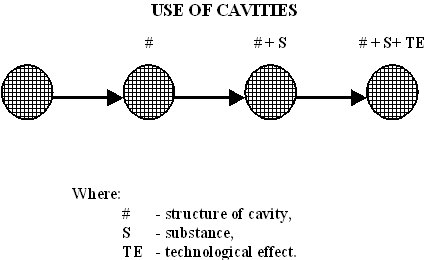 USE OF CAVITIES
# # + S # + S+ TE
Where:
# - structure of cavity,
S - substance,
TE - technological effect.